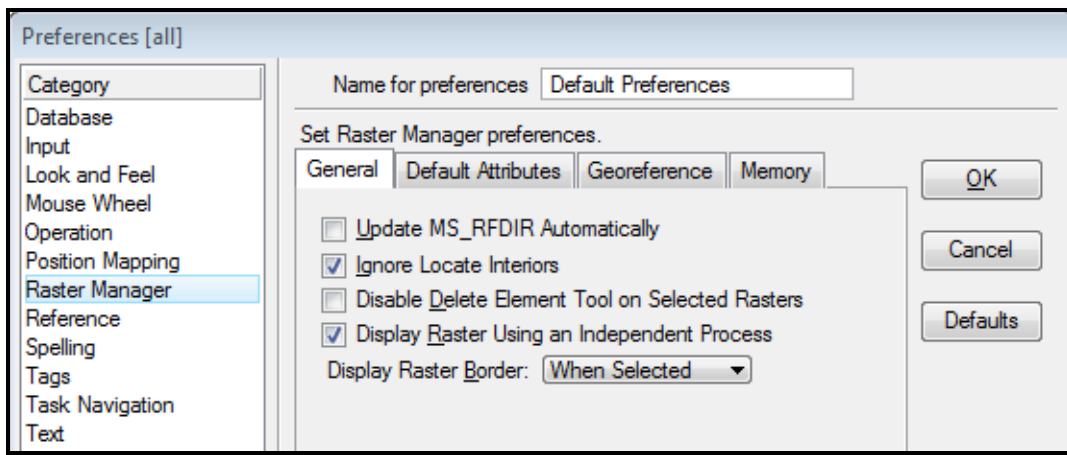 Preferences [all]
Category
Database
Input
Look and Feel
Mouse Wheel
Operation
Position Mapping
Raster Manager
Reference
Spelling
Tags
Task Navigation
Text
Name for preferences Default Preferences
Set Raster Manager preferences.
General Default Attributes Georeference Memory
Update MS_RFDIR Automatically
Ignore Locate Interiors
Disable Delete Element Tool on Selected Rasters
Display Raster Using an Independent Process
Display Raster Border: When Selected
OK
Cancel
Defaults